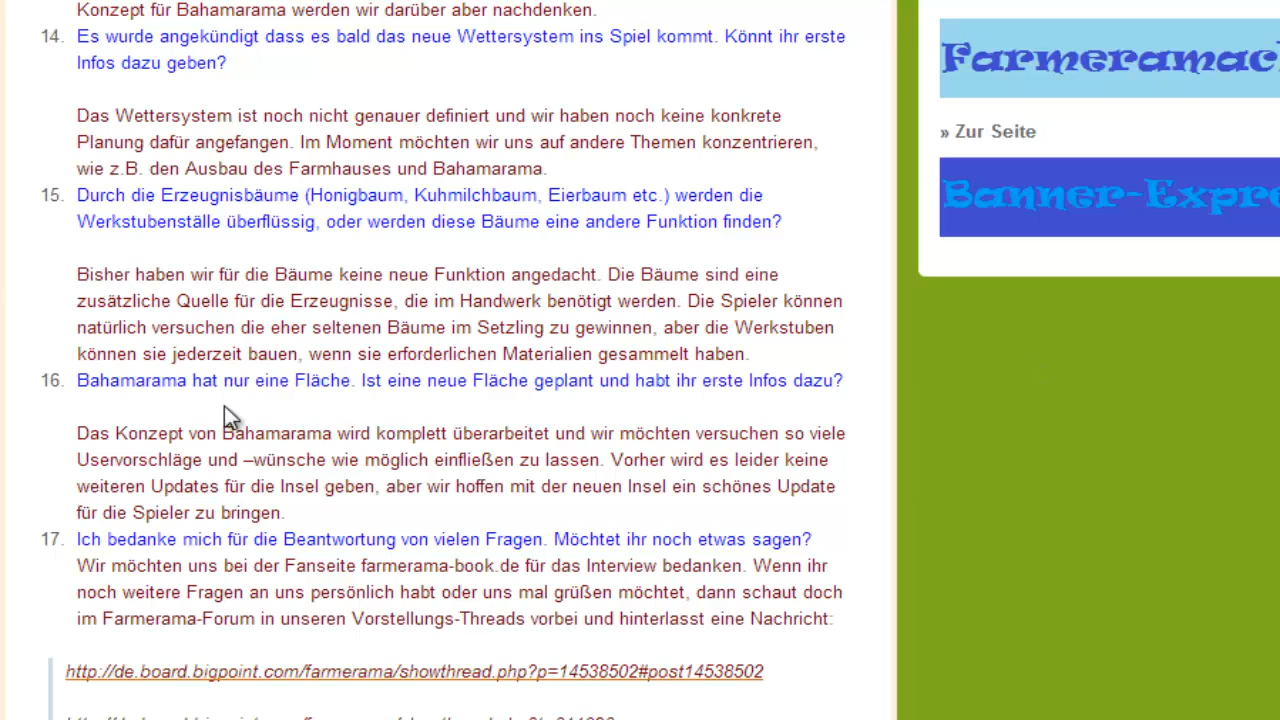 Konzept für Bahamarama werden wir darüber aber nachdenken.
14. Es wurde angekündigt dass es bald das neue Wettersystem ins Spiel kommt. Könnt ihr erste
Infos dazu geben?
Das Wettersystem ist noch nicht genauer definiert und wir haben noch keine konkrete
Planung dafür angefangen. Im Moment möchten wir uns auf andere Themen konzentrieren,
wie z.B. den Ausbau des Farmhauses und Bahamarama.
15. Durch die Erzeugnisbäume (Honigbaum, Kuhmilchbaum, Eierbaum etc.) werden die
Werkstubenställe überflüssig, oder werden diese Bäume eine andere Funktion finden?
Bisher haben wir für die Bäume keine neue Funktion angedacht. Die Bäume sind eine
zusätzliche Quelle für die Erzeugnisse, die im Handwerk benötigt werden. Die Spieler können
natürlich versuchen die eher seltenen Bäume im Setzling zu gewinnen, aber die Werkstuben
können sie jederzeit bauen, wenn sie erforderlichen Materialien gesammelt haben.
16. Bahamarama hat nur eine Fläche. Ist eine neue Fläche geplant und habt ihr erste Infos dazu?
Das Konzept von Bahamarama wird komplett überarbeitet und wir möchten versuchen so viele
Uservorschläge und –wünsche wie möglich einfließen zu lassen. Vorher wird es leider keine
weiteren Updates für die Insel geben, aber wir hoffen mit der neuen Insel ein schönes Update
für die Spieler zu bringen.
17. Ich bedanke mich für die Beantwortung von vielen Fragen. Möchtet ihr noch etwas sagen?
Wir möchten uns bei der Fanseite farmerama-book.de für das Interview bedanken. Wenn ihr
noch weitere Fragen an uns persönlich habt oder uns mal grüßen möchtet, dann schaut doch
im Farmerama-Forum in unseren Vorstellungs-Threads vorbei und hinterlasst eine Nachricht:
http://de.board.bigpoint.com/farmerama/showthread.php?p=14538502#post14538502
Farmeramac
» Zur Seite
Banner-Expre